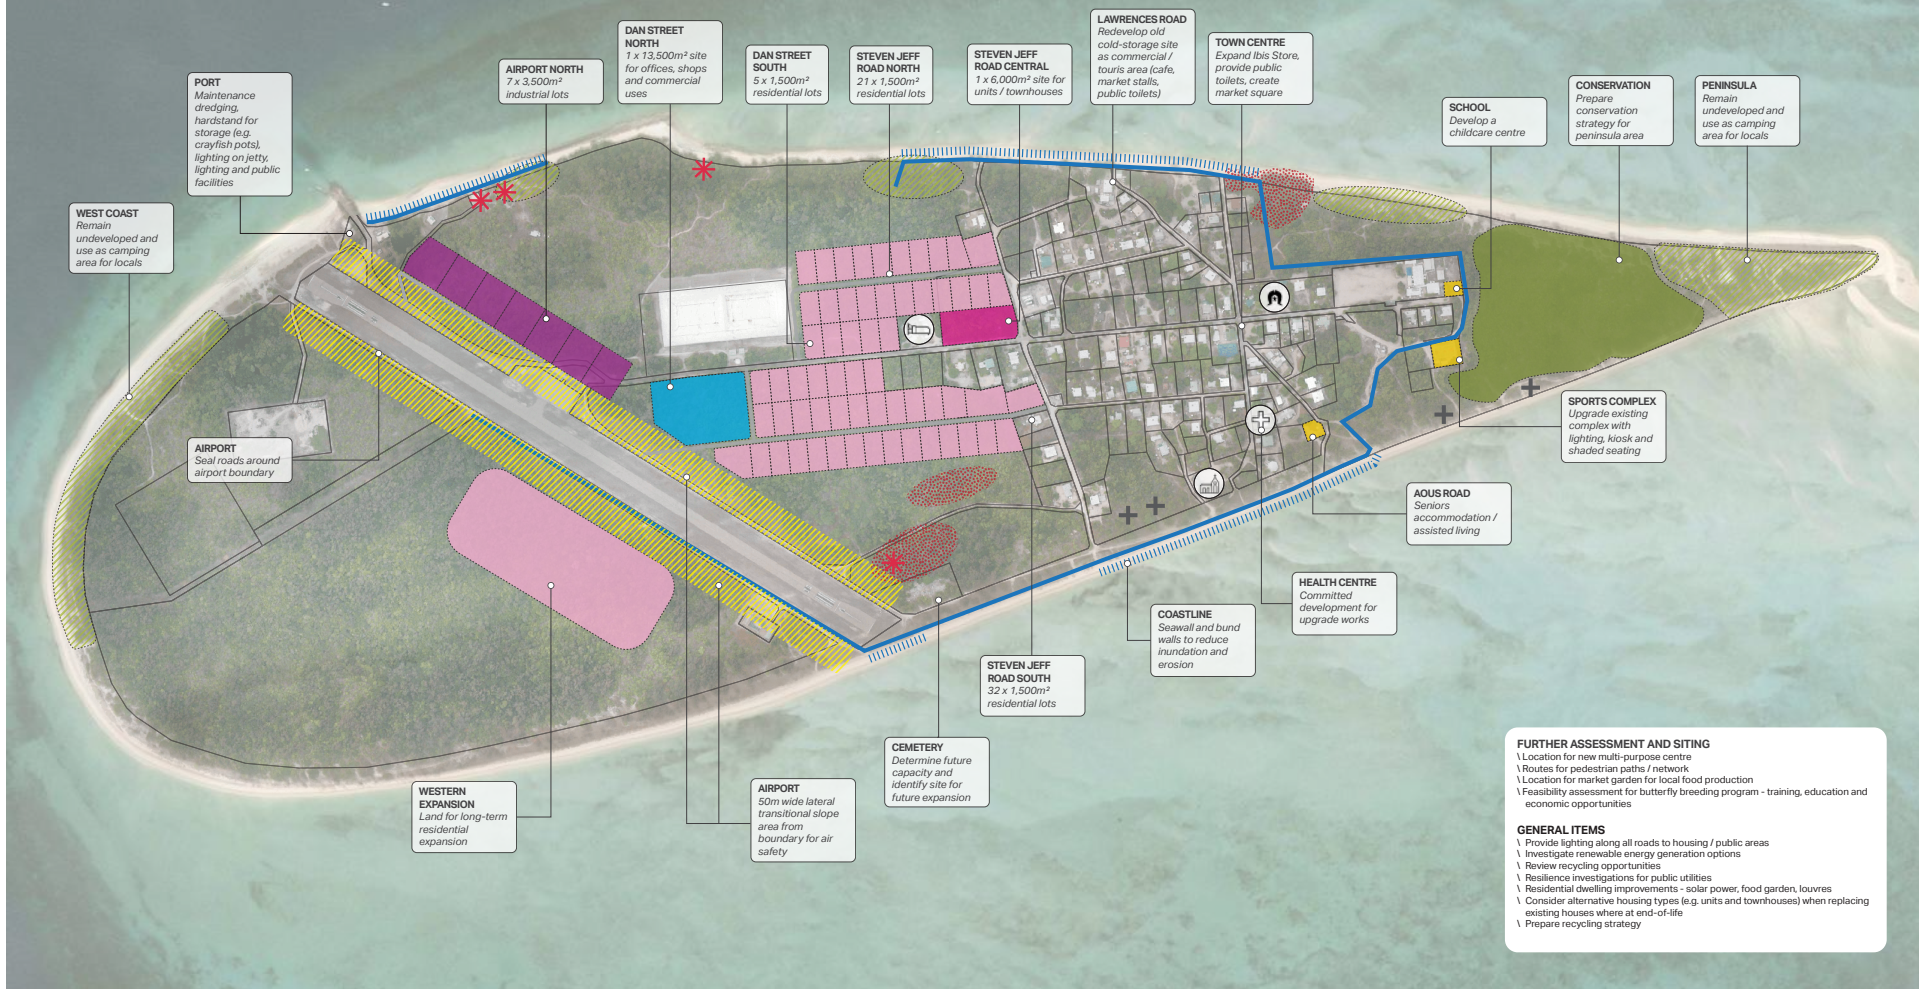 PORT
Maintenance
dredging,
hardstand for
storage (e.g.
crayfish pots),
lighting on jetty,
lighting and public
facilities
WEST COAST
Remain
undeveloped and
use as camping
area for locals
AIRPORT NORTH
7 x 3,500m²
industrial lots
DAN STREET
NORTH
1 x 13,500m² site
for offices, shops
and commercial
uses
DAN STREET
SOUTH
5 x 1,500m²
residential lots
STEVEN JEFF
ROAD NORTH
21 x 1,500m²
residential lots
STEVEN JEFF
ROAD CENTRAL
1 x 6,000m² site for
units / townhouses
LAWRENCES ROAD
Redevelop old
cold-storage site
as commercial /
touris area (cafe,
market stalls,
public toilets)
TOWN CENTRE
Expand Ibis Store,
provide public
toilets, create
market square
SCHOOL
Develop a
childcare centre
CONSERVATION
Prepare
conservation
strategy for
peninsula area
PENINSULA
Remain
undeveloped and
use as camping
area for locals
AIRPORT
Seal roads around
airport boundary
SPORTS COMPLEX
Upgrade existing
complex with
lighting, kiosk and
shaded seating
AOUS ROAD
Seniors
accommodation /
assisted living
HEALTH CENTRE
Committed
development for
upgrade works
COASTLINE
Seawall and bund
walls to reduce
inundation and
erosion
STEVEN JEFF
ROAD SOUTH
32 x 1,500m²
residential lots
CEMETERY
Determine future
capacity and
identify site for
future expansion
AIRPORT
50m wide lateral
transitional slope
area from
boundary for air
safety
WESTERN
EXPANSION
Land for long-term
residential
expansion
FURTHER ASSESSMENT AND SITING
\ Location for new multi-purpose centre
\ Routes for pedestrian paths / network
\ Location for market garden for local food production
\ Feasibility assessment for butterfly breeding program - training, education and
economic opportunities
GENERAL ITEMS
\ Provide lighting along all roads to housing / public areas
\ Investigate renewable energy generation options
\ Review recycling opportunities
\ Resilience investigations for public utilities
\ Residential dwelling improvements - solar power, food garden, louvres
\ Consider alternative housing types (e.g. units and townhouses) when replacing
existing houses where at end-of-life
\ Prepare recycling strategy